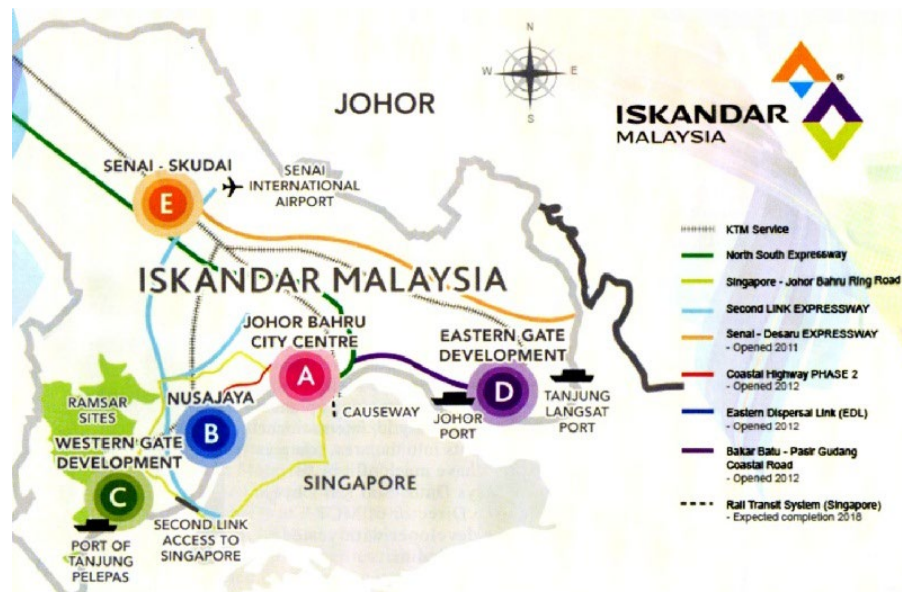 N
W
E
S
JOHOR
ISKANDAR
®
MALAYSIA
SENAI - SKUDAI
E
SENAI
INTERNATIONAL
AIRPORT
ISKANDAR MALAYSIA
JOHOR BAHRU
CITY CENTRE
A
EASTERN GATE
DEVELOPMENT
D
RAMSAR
SITES
NUSAJAYA
B
CAUSEWAY
JOHOR
PORT
TANJUNG
LANGSAT
PORT
WESTERN GATE
DEVELOPMENT
C
SINGAPORE
SECOND LINK
ACCESS TO
SINGAPORE
PORT OF
TANJUNG
PELEPAS
KTM Service
North South Expressway
Singapore - Johor Bahru Ring Road
Second LINK EXPRESSWAY
Senai - Desaru EXPRESSWAY
- Opened 2011
Coastal Highway PHASE 2
- Opened 2012
Eastern Dispersal Link (EDL)
- Opened 2012
Bakar Batu - Pasir Gudang
Coastal Road
- Opened 2012
Rail Transit System (Singapore)
- Expected completion 2018